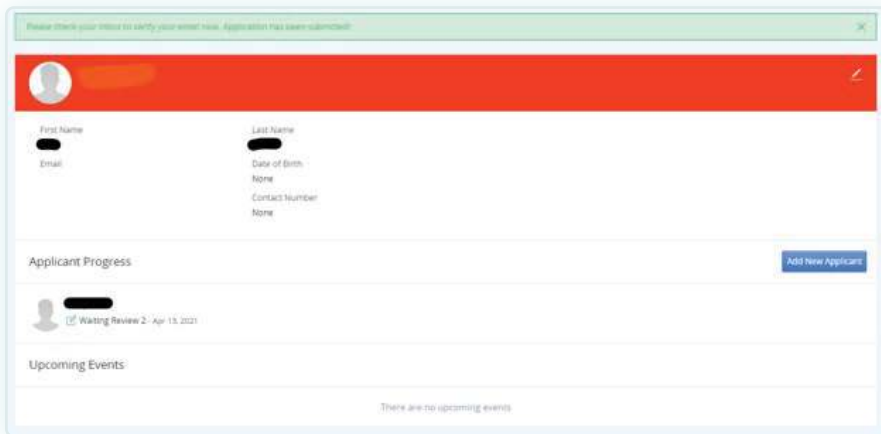 Please check your inbox to verify your email now. Application has been submitted!
First Name
Last Name
Email
Date of Birth
None
Contact Number
None
Applicant Progress
Add New Applicant
Waiting Review 2 - Apr 13, 2021
Upcoming Events
There are no upcoming events